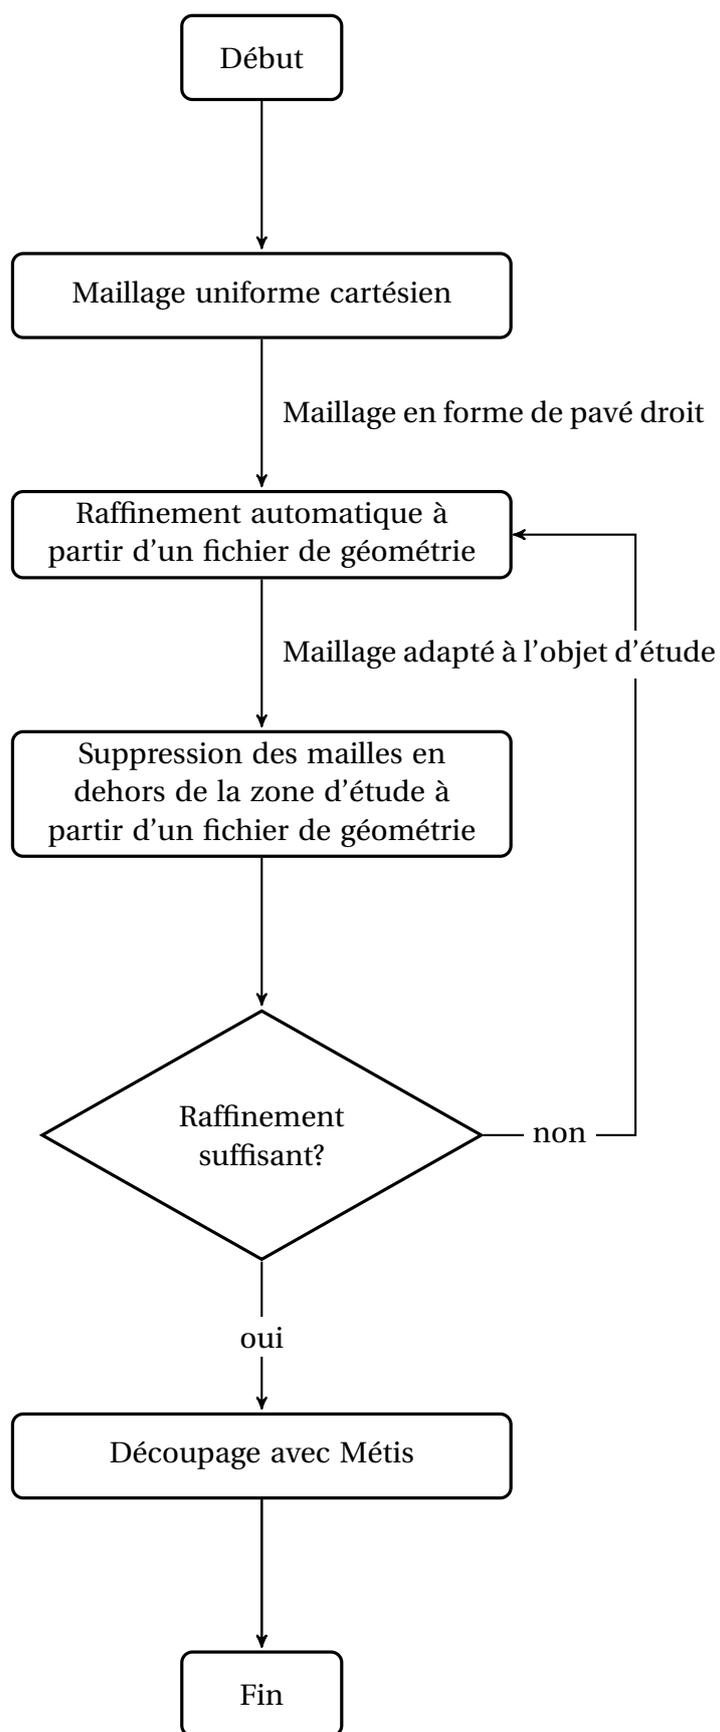 Début
Maillage uniforme cartésien
Maillage en forme de pavé droit
Raffinement automatique à
partir d'un fichier de géométrie
Maillage adapté à l'objet d'étude
Suppression des mailles en
dehors de la zone d'étude à
partir d'un fichier de géométrie
Raffinement
suffisant?
non
oui
Découpage avec Métis
Fin